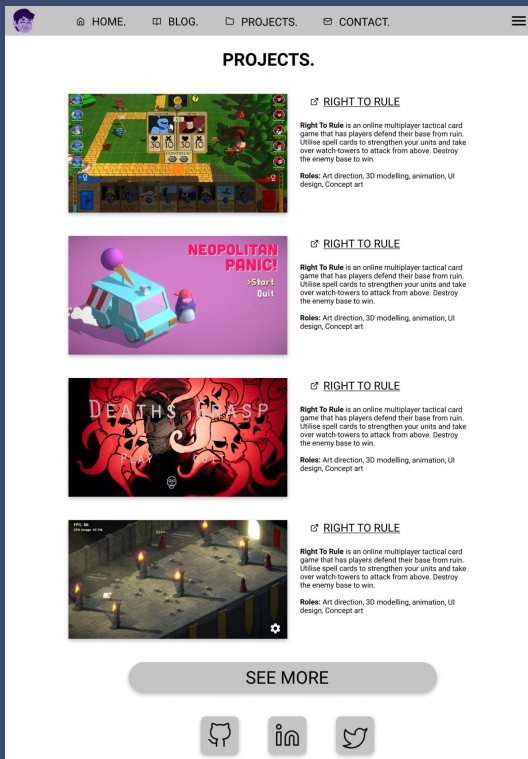 HOME. BLOG. PROJECTS. CONTACT.
PROJECTS.
RIGHT TO RULE
Right To Rule is an online multiplayer tactical card
game that has players defend their base from ruin.
Utilise spell cards to strengthen your units and take
over watch-towers to attack from above. Destroy
the enemy base to win.
Roles: Art direction, 3D modelling, animation, UI
design, Concept art
30 10 30 10
NEOPOLITAN
PANIC!
>Start
Quit
RIGHT TO RULE
Right To Rule is an online multiplayer tactical card
game that has players defend their base from ruin.
Utilise spell cards to strengthen your units and take
over watch-towers to attack from above. Destroy
the enemy base to win.
Roles: Art direction, 3D modelling, animation, UI
design, Concept art
DEATHS GRASP
PLAY
RIGHT TO RULE
Right To Rule is an online multiplayer tactical card
game that has players defend their base from ruin.
Utilise spell cards to strengthen your units and take
over watch-towers to attack from above. Destroy
the enemy base to win.
Roles: Art direction, 3D modelling, animation, UI
design, Concept art
RIGHT TO RULE
Right To Rule is an online multiplayer tactical card
game that has players defend their base from ruin.
Utilise spell cards to strengthen your units and take
over watch-towers to attack from above. Destroy
the enemy base to win.
Roles: Art direction, 3D modelling, animation, UI
design, Concept art
SEE MORE
in